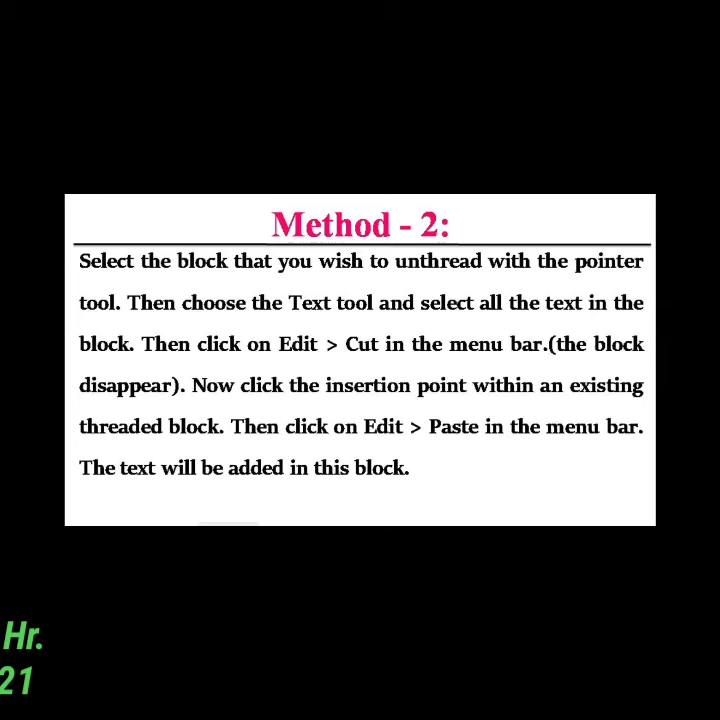 Method - 2:
Select the block that you wish to unthread with the pointer
tool. Then choose the Text tool and select all the text in the
block. Then click on Edit > Cut in the menu bar.(the block
disappear). Now click the insertion point within an existing
threaded block. Then click on Edit > Paste in the menu bar.
The text will be added in this block.
Hr.
21